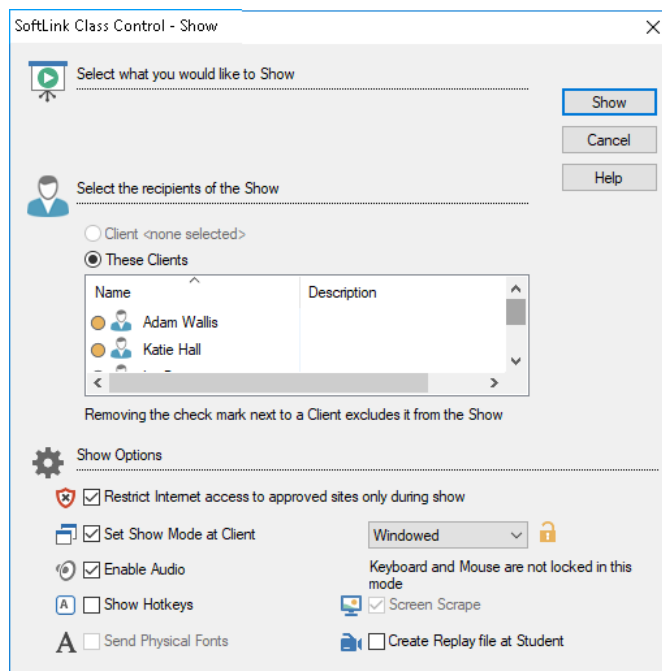 SoftLink Class Control - Show
Select what you would like to Show
Show
Cancel
Help
Select the recipients of the Show
Client <none selected>
These Clients
Name Description
Adam Wallis
Katie Hall
Removing the check mark next to a Client excludes it from the Show
Show Options
Restrict Internet access to approved sites only during show
Set Show Mode at Client Windowed
Enable Audio Keyboard and Mouse are not locked in this
mode
A Show Hotkeys Screen Scrape
A Send Physical Fonts Create Replay file at Student